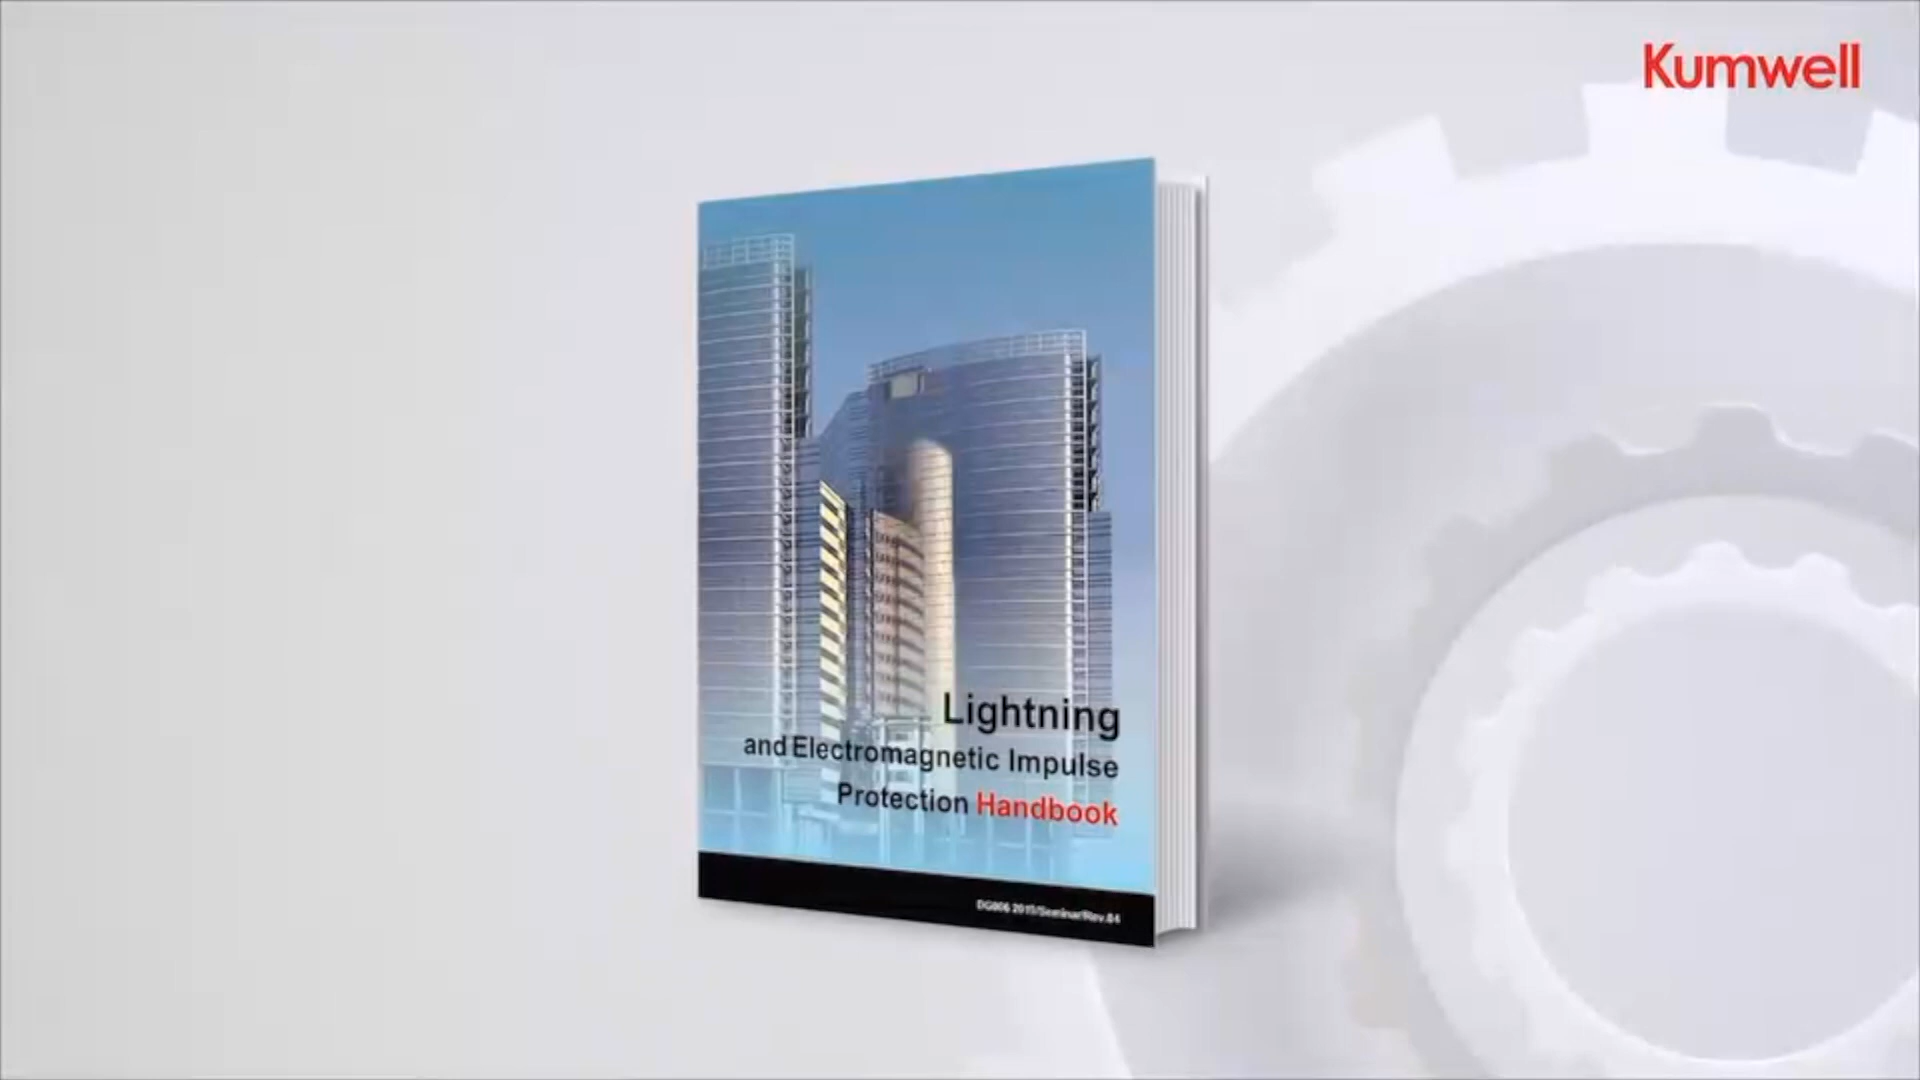 Kumwell
Lightning
and Electromagnetic Impulse
Protection Handbook